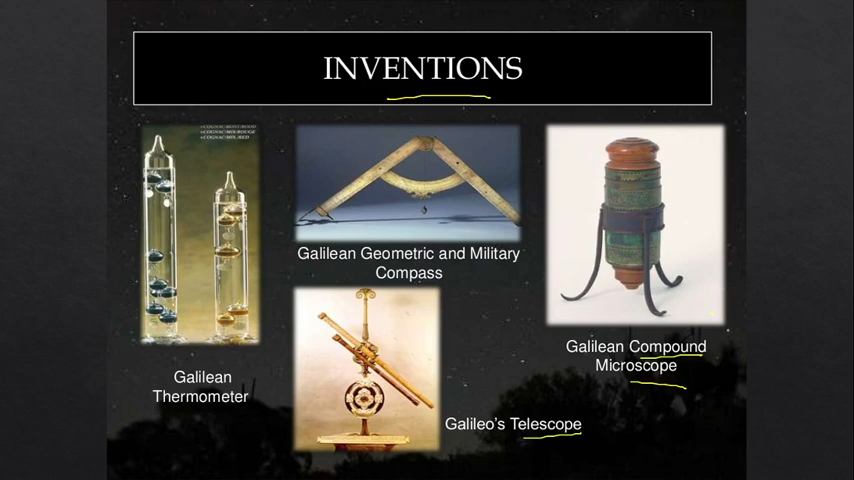 INVENTIONS
Galilean Geometric and Military
Compass
Galilean Compound
Microscope
Galilean
Thermometer
Galileo's Telescope